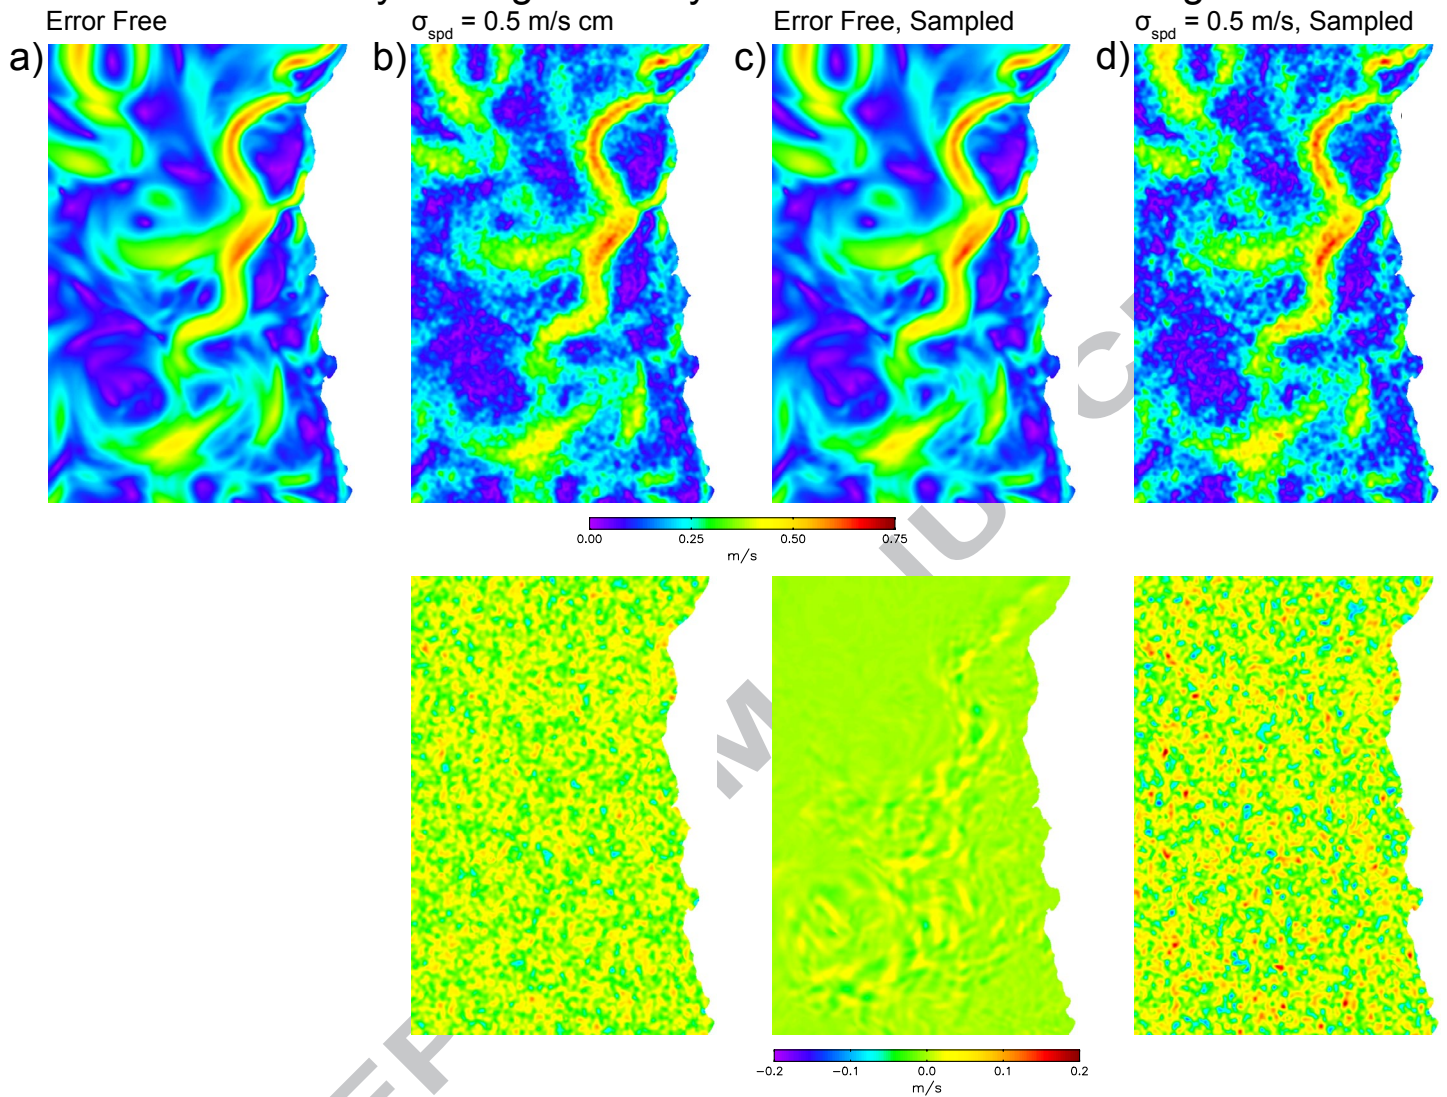 Error Free
σspd = 0.5 m/s cm
Error Free, Sampled
σspd = 0.5 m/s, Sampled
a)
b)
c)
d)
0.00 0.25 0.50 0.75
m/s
−0.2 −0.1 0.0 0.1 0.2
m/s